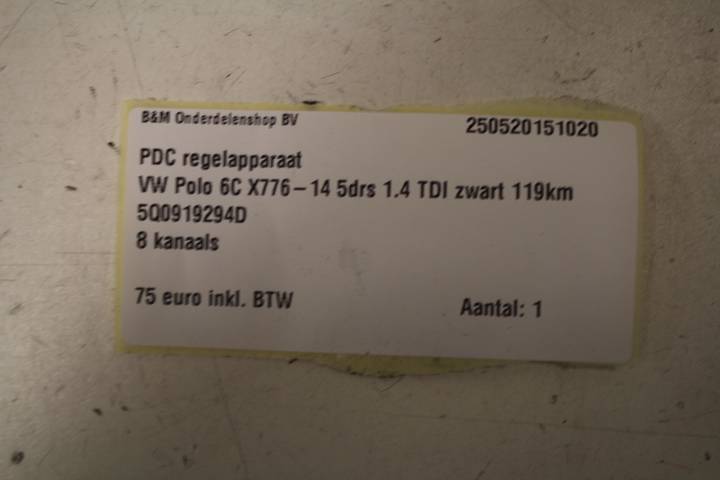 B&M Onderdelenshop BV 250520151020
PDC regelapparaat
VW Polo 6C X776-14 5drs 1.4 TDI zwart 119km
5Q0919294D
8 kanaals
75 euro inkl. BTW Aantal: 1